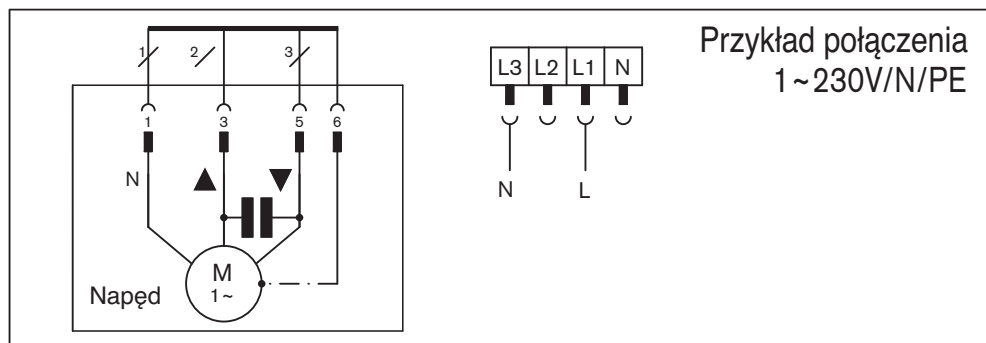 Przykład połączenia
1~230V/N/PE
1 2 3
1 3 5 6
N
M
1~
Napęd
L3 L2 L1 N
N L